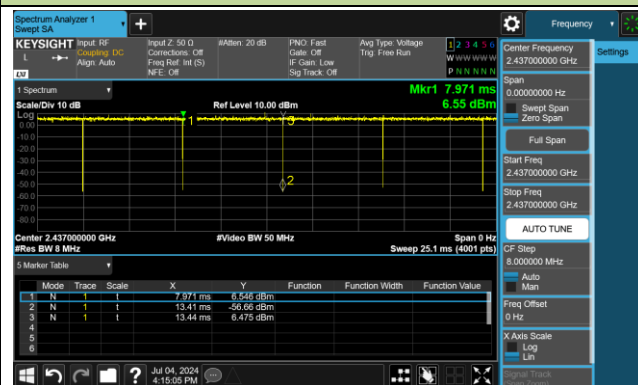 Spectrum Analyzer 1
Swept SA
+
Frequency
KEYSIGHT Input: RF
Coupling: DC
Align: Auto
L
LXI
Input Z: 50 Ω
Corrections: Off
Freq Ref: Int (S)
NFE: Off
#Atten: 20 dB
PNO: Fast
Gate: Off
IF Gain: Low
Sig Track: Off
Avg Type: Voltage
Trig: Free Run
1 2 3 4 5 6
W W W W W W
P N N N N N
Center Frequency
2.437000000 GHz
Settings
Span
0.00000000 Hz
Swept Span
Zero Span
Full Span
Start Freq
2.437000000 GHz
Stop Freq
2.437000000 GHz
AUTO TUNE
CF Step
8.000000 MHz
Auto
Man
Freq Offset
0 Hz
X Axis Scale
Log
Lin
Signal Track
1 Spectrum
Scale/Div 10 dB
Ref Level 10.00 dBm
Mkr1 7.971 ms
6.55 dBm
Log
0.00
-10.0
-20.0
-30.0
-40.0
-50.0
-60.0
-70.0
-80.0
1
3
2
Center 2.437000000 GHz
#Video BW 50 MHz
Span 0 Hz
#Res BW 8 MHz
Sweep 25.1 ms (4001 pts)
5 Marker Table
Mode Trace Scale X Y Function Function Width Function Value
1 N 1 t 7.971 ms 6.546 dBm
2 N 1 t 13.41 ms -56.66 dBm
3 N 1 t 13.44 ms 6.475 dBm
4
5
6
Jul 04, 2024
4:15:05 PM